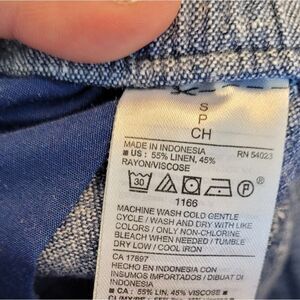 S
P
CH
MADE IN INDONESIA
■ US : 55% LINEN, 45% RN 54023
RAYON/VISCOSE
30 P
1166
MACHINE WASH COLD GENTLE
CYCLE / WASH AND DRY WITH LIKE
COLORS / ONLY NON-CHLORINE
BLEACH WHEN NEEDED / TUMBLE
DRY LOW / COOL IRON
CA 17897
HECHO EN INDONESIA CON
INSUMOS IMPORTADOS / DIBUAT DI
INDONESIA
■ CA : 55% LIN, 45% VISCOSE ■